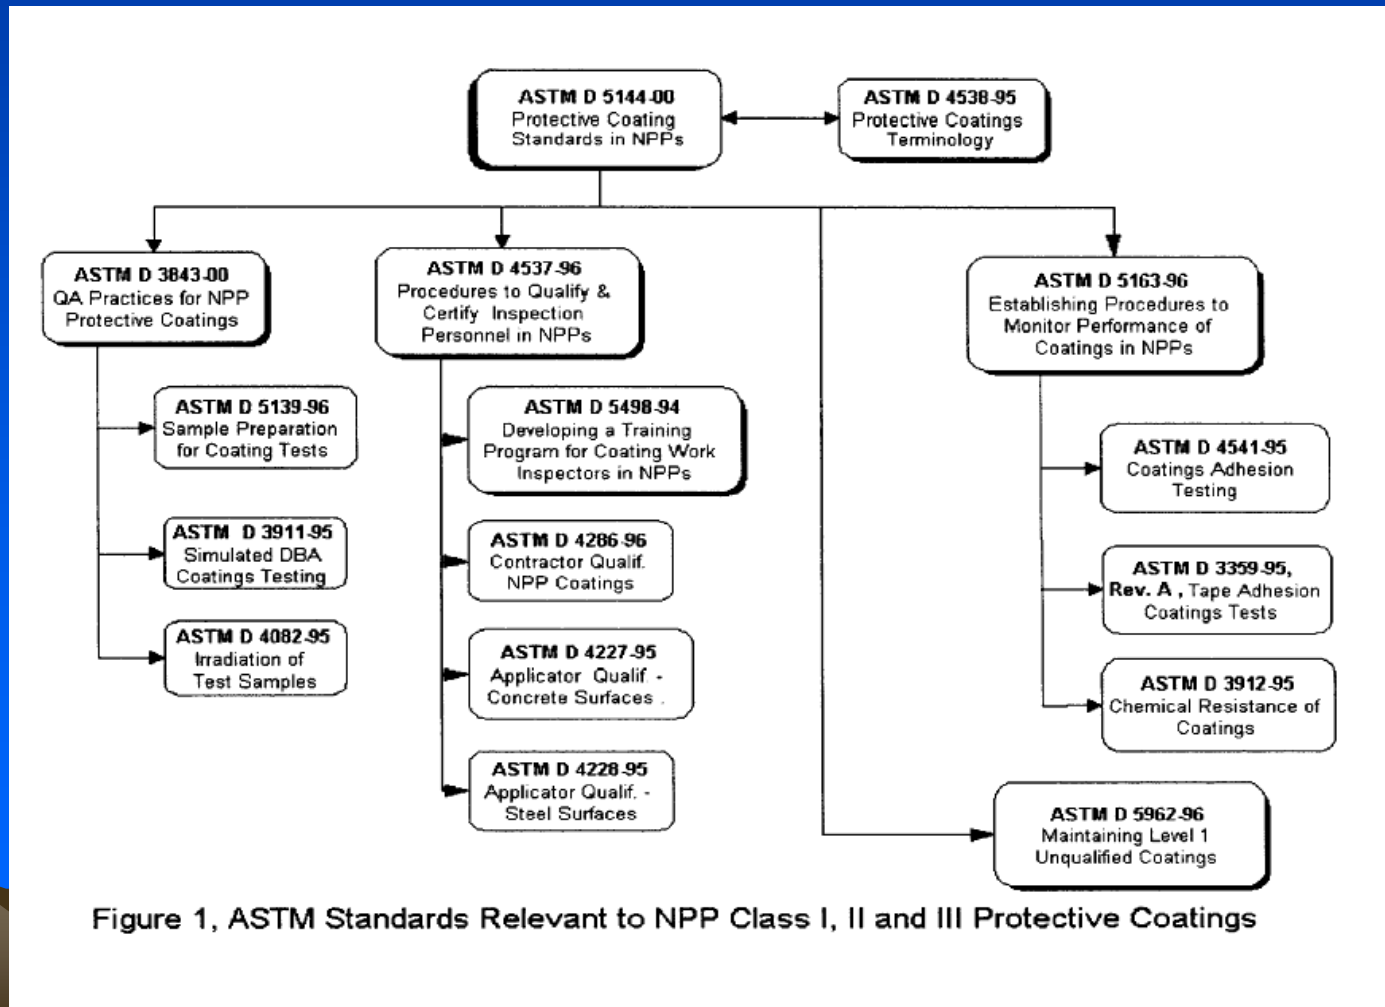 ASTM D 5144-00
Protective Coating
Standards in NPPs
ASTM D 4538-95
Protective Coatings
Terminology
ASTM D 3843-00
QA Practices for NPP
Protective Coatings
ASTM D 5139-96
Sample Preparation
for Coating Tests
ASTM D 3911-95
Simulated DBA
Coatings Testing
ASTM D 4082-95
Irradiation of
Test Samples
ASTM D 4537-96
Procedures to Qualify &
Certify Inspection
Personnel in NPPs
ASTM D 5498-94
Developing a Training
Program for Coating Work
Inspectors in NPPs
ASTM D 4286-96
Contractor Qualif.
NPP Coatings
ASTM D 4227-95
Applicator Qualif. -
Concrete Surfaces .
ASTM D 4228-95
Applicator Qualif. -
Steel Surfaces
ASTM D 5163-96
Establishing Procedures to
Monitor Performance of
Coatings in NPPs
ASTM D 4541-95
Coatings Adhesion
Testing
ASTM D 3359-95,
Rev. A , Tape Adhesion
Coatings Tests
ASTM D 3912-95
Chemical Resistance of
Coatings
ASTM D 5962-96
Maintaining Level 1
Unqualified Coatings
Figure 1, ASTM Standards Relevant to NPP Class I, II and III Protective Coatings